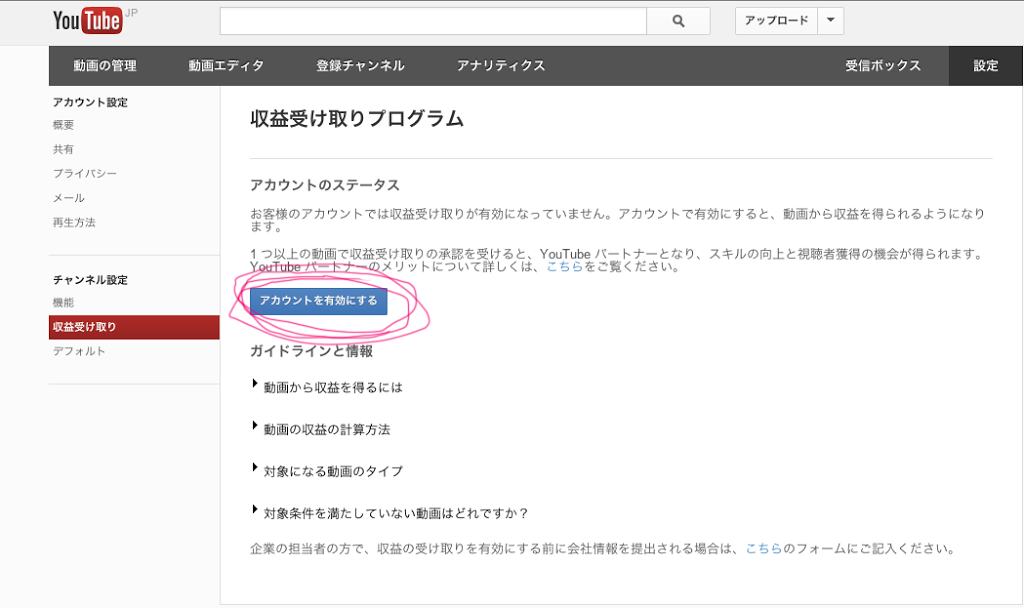 YouTube JP
アップロード
動画の管理 動画エディタ 登録チャンネル アナリティクス 受信ボックス 設定
アカウント設定
概要
共有
プライバシー
メール
再生方法
チャンネル設定
機能
収益受け取り
デフォルト
収益受け取りプログラム
アカウントのステータス
お客様のアカウントでは収益受け取りが有効になっていません。アカウントで有効にすると、動画から収益を得られるようになり
ます。
1 つ以上の動画で収益受け取りの承認を受けると、YouTube パートナーとなり、スキルの向上と視聴者獲得の機会が得られます。
YouTube パートナーのメリットについて詳しくは、こちらをご覧ください。
アカウントを有効にする
ガイドラインと情報
動画から収益を得るには
動画の収益の計算方法
対象になる動画のタイプ
対象条件を満たしていない動画はどれですか?
企業の担当者の方で、収益の受け取りを有効にする前に会社情報を提出される場合は、こちらのフォームにご記入ください。